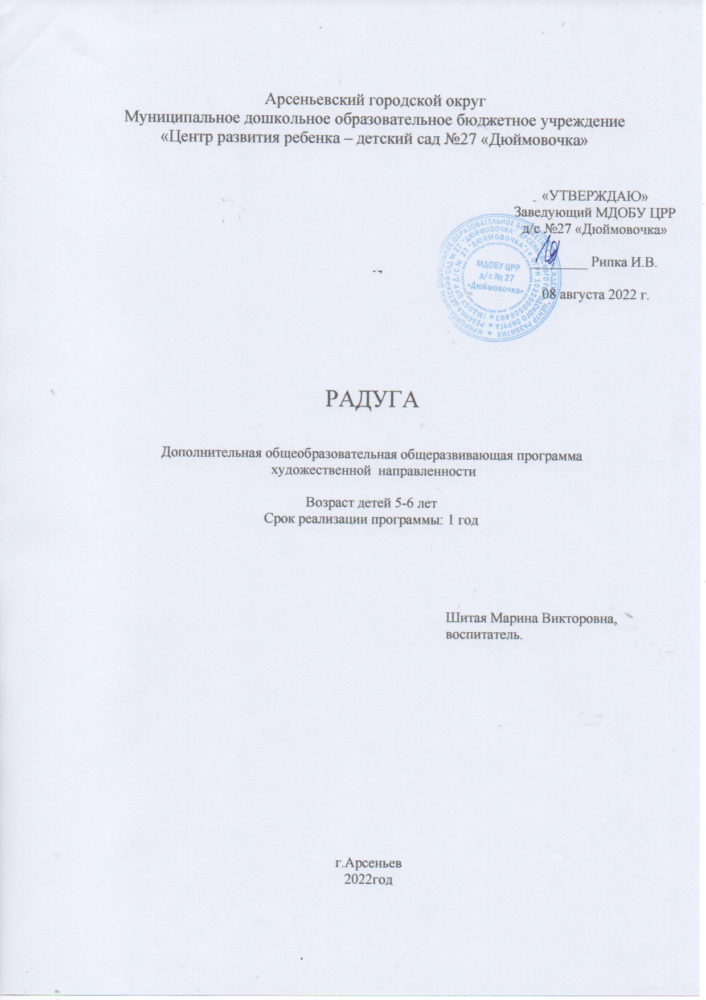 Арсеньевский городской округ
Муниципальное дошкольное образовательное бюджетное учреждение
«Центр развития ребенка – детский сад №27 «Дюймовочка»
«УТВЕРЖДАЮ»
Заведующий МДОБУ ЦРР
д/с №27 «Дюймовочка»
_________ Рипка И.В.
08 августа 2022 г.
МДОБУ ЦРР
д/с № 27
«Дюймовочка»
РАДУГА
Дополнительная общеобразовательная общеразвивающая программа
художественной направленности
Возраст детей 5-6 лет
Срок реализации программы: 1 год
Шитая Марина Викторовна,
воспитатель.
г.Арсеньев
2022год